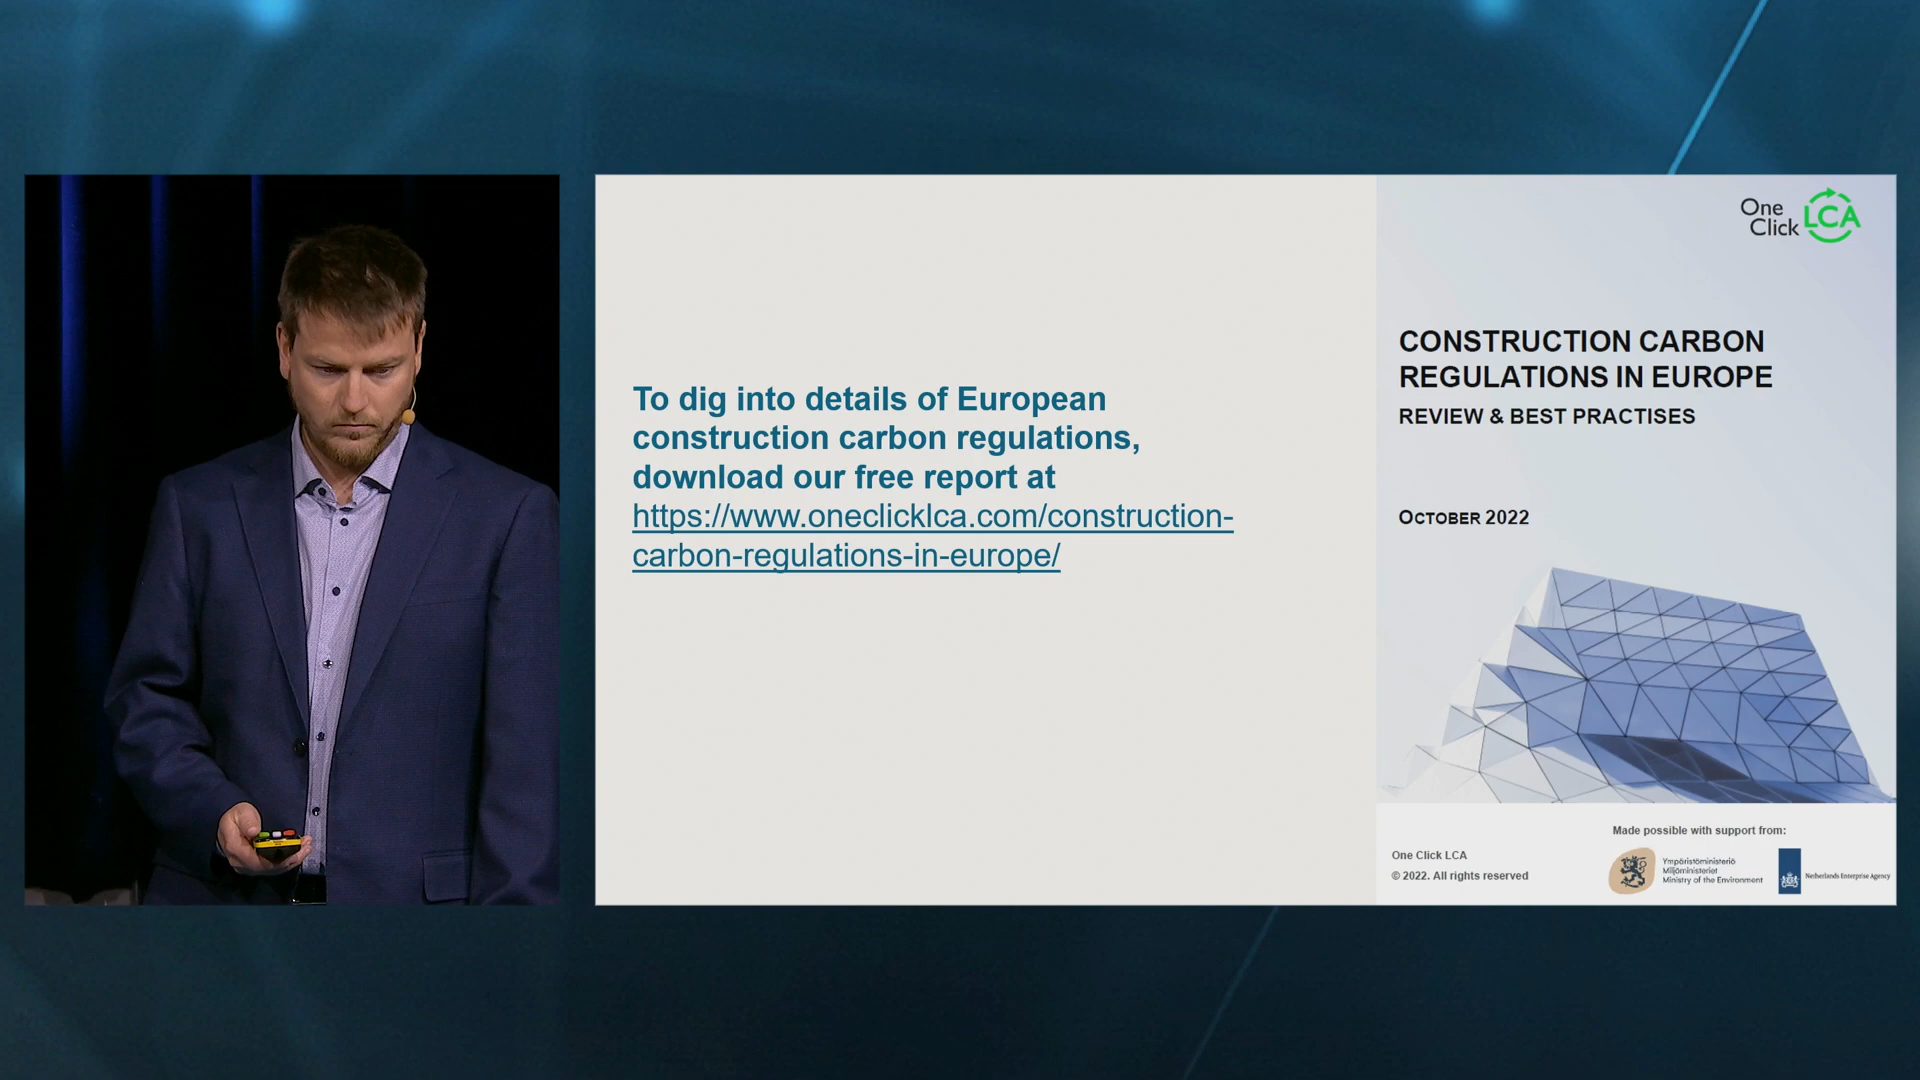 To dig into details of European
construction carbon regulations,
download our free report at
https://www.oneclicklca.com/construction-
carbon-regulations-in-europe/
One
Click LCA
CONSTRUCTION CARBON
REGULATIONS IN EUROPE
REVIEW & BEST PRACTISES
OCTOBER 2022
Made possible with support from:
One Click LCA
© 2022. All rights reserved
Ympäristöministeriö
Miljöministeriet
Ministry of the Environment
Netherlands Enterprise Agency